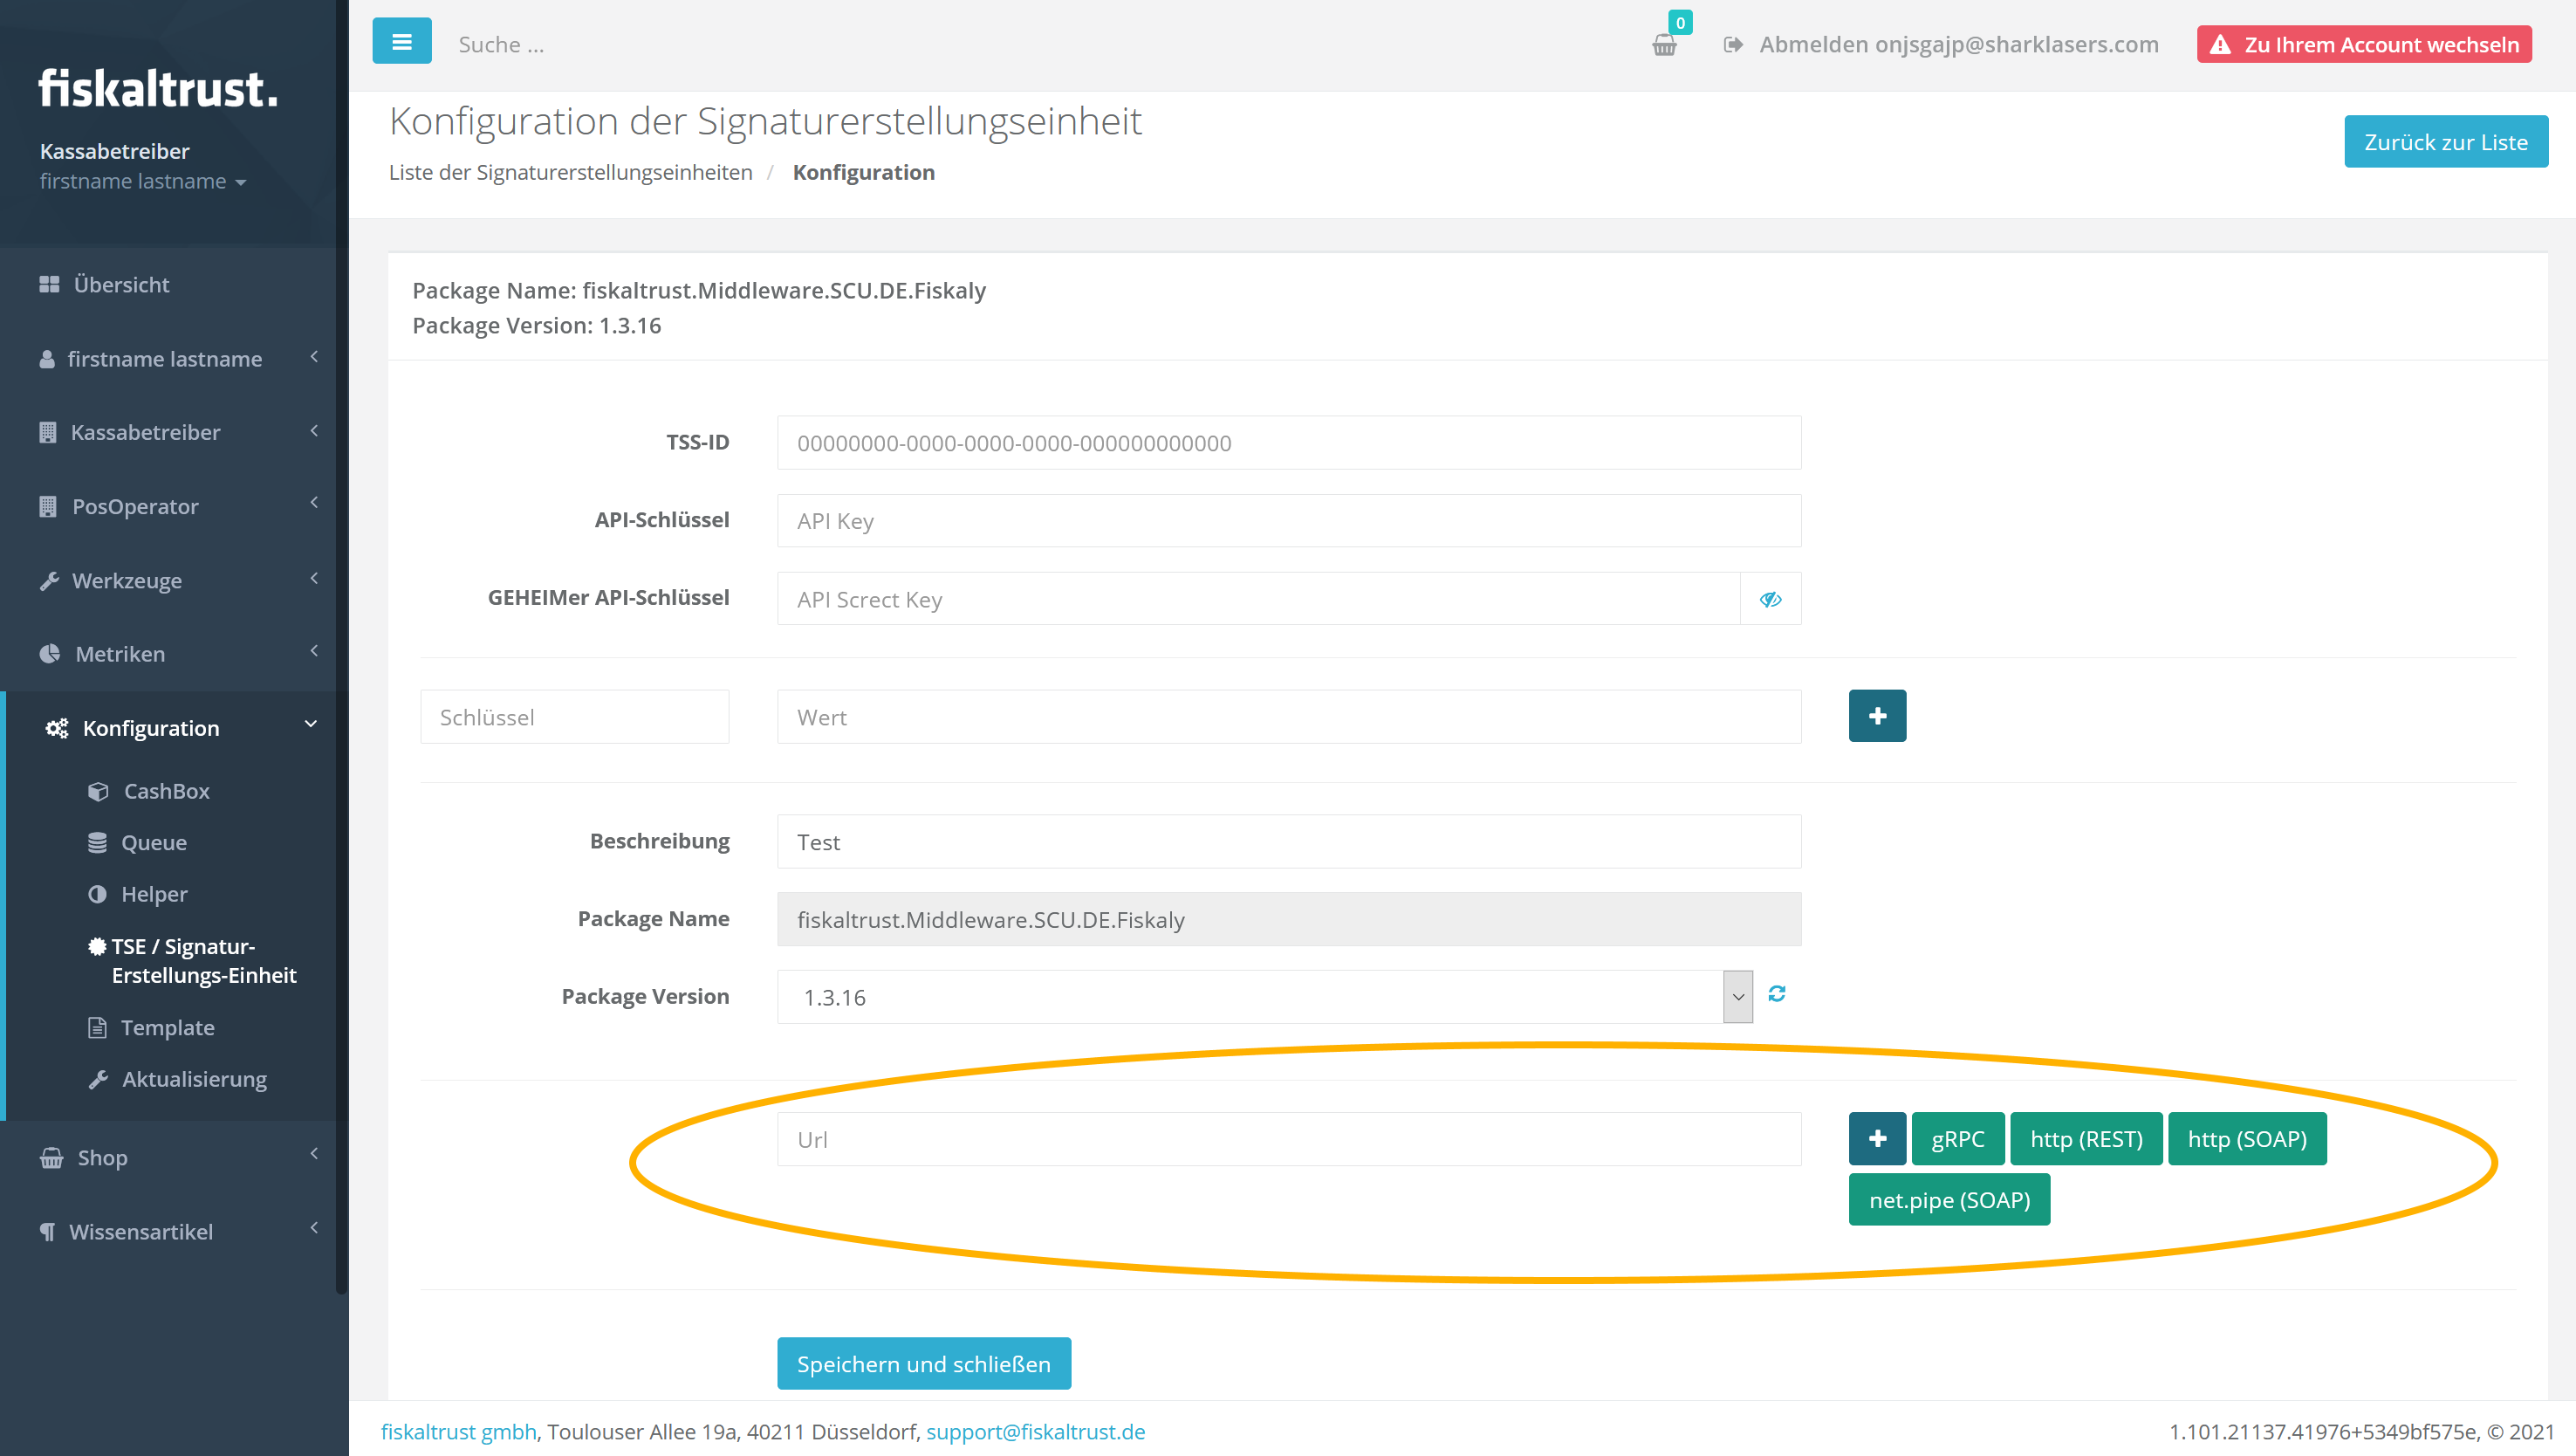 fiskaltrust.
Kassabetreiber
firstname lastname
Übersicht
firstname lastname
Kassabetreiber
PosOperator
Werkzeuge
Metriken
Konfiguration
CashBox
Queue
Helper
TSE / Signatur-
Erstellungs-Einheit
Template
Aktualisierung
Shop
Wissensartikel
Suche ...
0
Abmelden onjsgajp@sharklasers.com
Zu Ihrem Account wechseln
Konfiguration der Signaturerstellungseinheit
Liste der Signaturerstellungseinheiten / Konfiguration
Zurück zur Liste
Package Name: fiskaltrust.Middleware.SCU.DE.Fiskaly
Package Version: 1.3.16
TSS-ID 00000000-0000-0000-0000-000000000000
API-Schlüssel API Key
GEHEIMer API-Schlüssel API Screct Key
Schlüssel Wert
Beschreibung Test
Package Name fiskaltrust.Middleware.SCU.DE.Fiskaly
Package Version 1.3.16
Url gRPC http (REST) http (SOAP)
net.pipe (SOAP)
Speichern und schließen
fiskaltrust gmbh, Toulouser Allee 19a, 40211 Düsseldorf, support@fiskaltrust.de 1.101.21137.41976+5349bf575e, © 2021